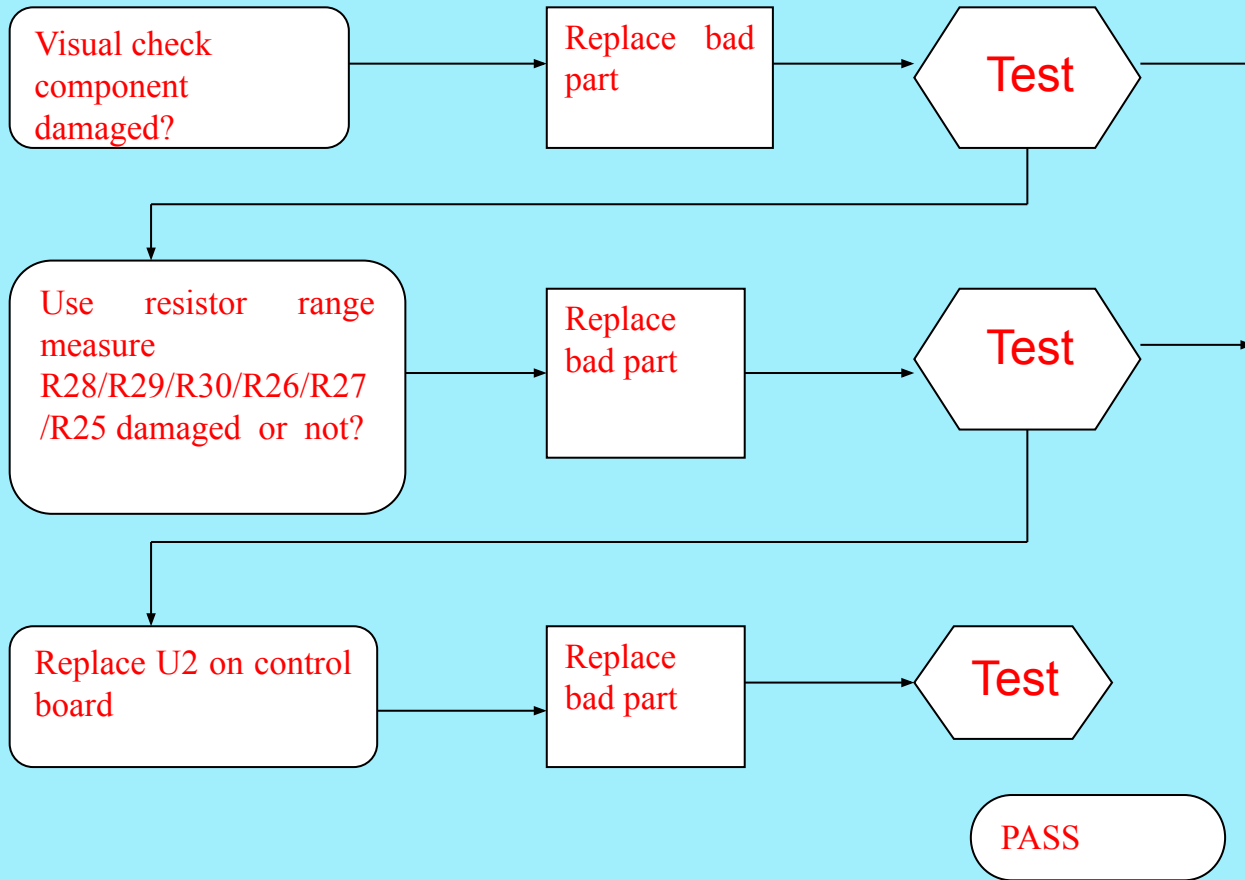 Visual check
component
damaged?
Replace bad
part
Test
Use resistor range
measure
R28/R29/R30/R26/R27
/R25 damaged or not?
Replace
bad part
Test
Replace U2 on control
board
Replace
bad part
Test
PASS